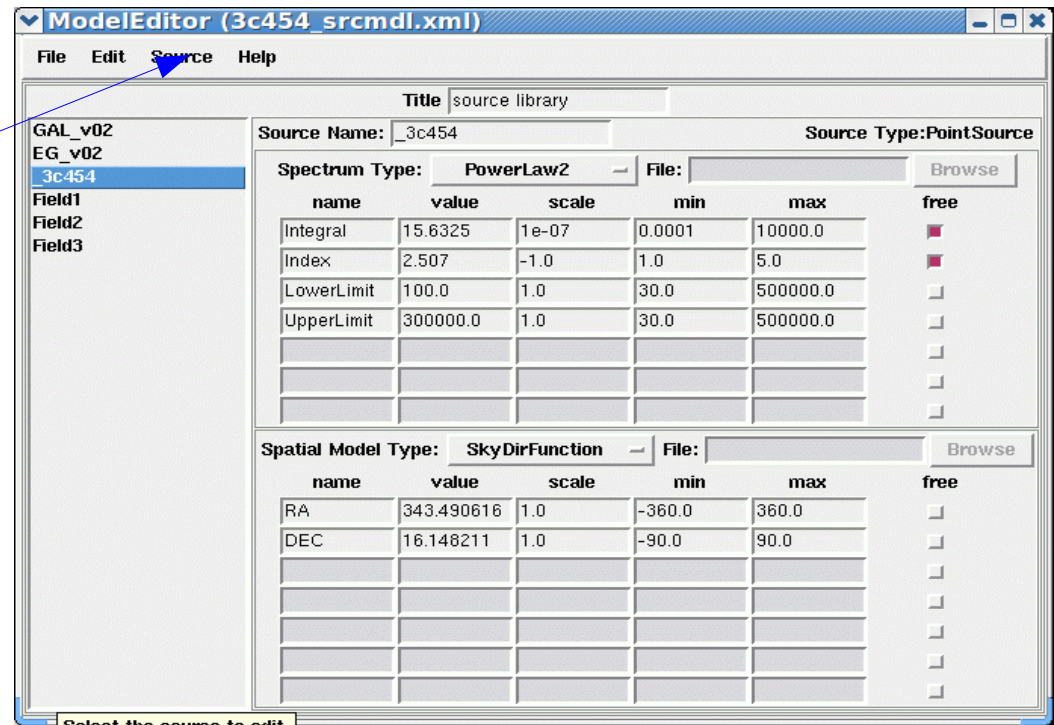 ModelEditor (3c454_srcmdl.xml)
File Edit Source Help
Title source library
GAL_v02
EG_v02
_3c454
Field1
Field2
Field3
Source Name: _3c454 Source Type:PointSource
Spectrum Type: PowerLaw2 File: Browse
name value scale min max free
Integral 15.6325 1e-07 0.0001 10000.0
Index 2.507 -1.0 1.0 5.0
LowerLimit 100.0 1.0 30.0 500000.0
UpperLimit 300000.0 1.0 30.0 500000.0
Spatial Model Type: SkyDirFunction File: Browse
name value scale min max free
RA 343.490616 1.0 -360.0 360.0
DEC 16.148211 1.0 -90.0 90.0
Select the source to edit.